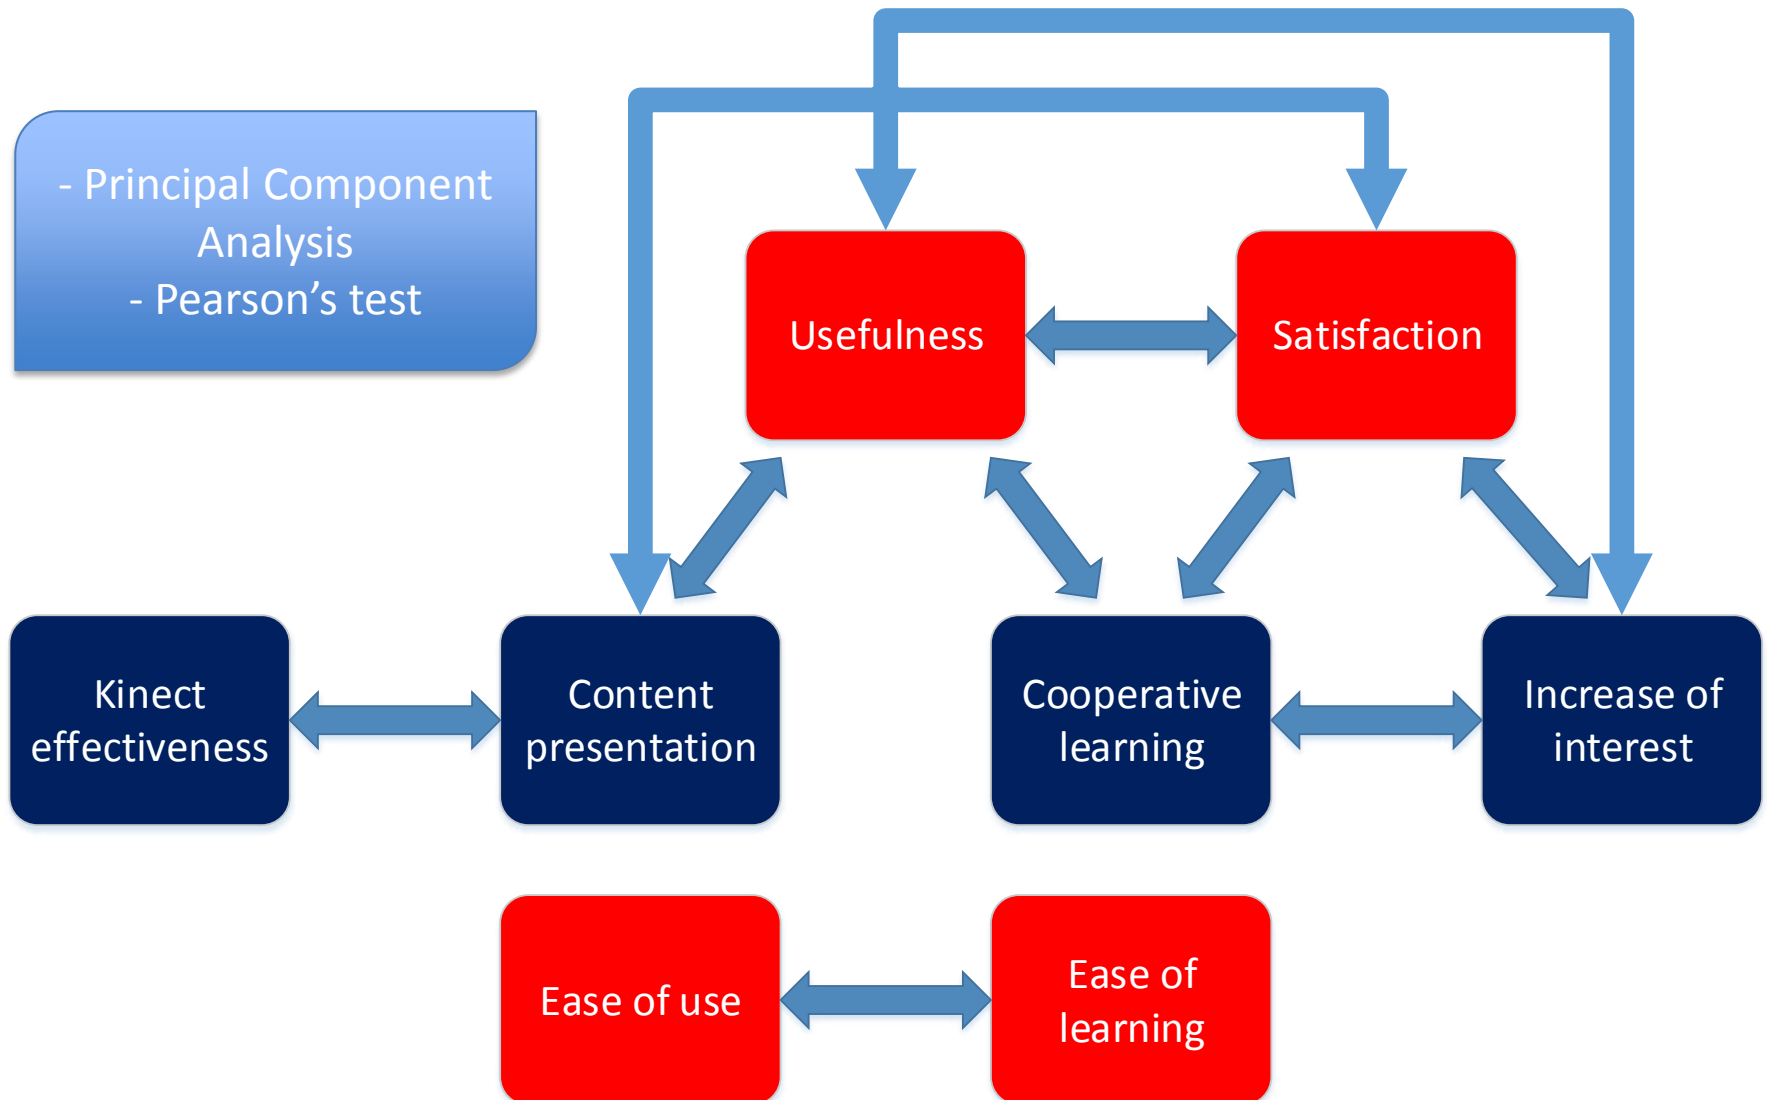 - Principal Component
Analysis
- Pearson’s test
Usefulness
Satisfaction
Kinect
effectiveness
Content
presentation
Cooperative
learning
Increase of
interest
Ease of use
Ease of
learning